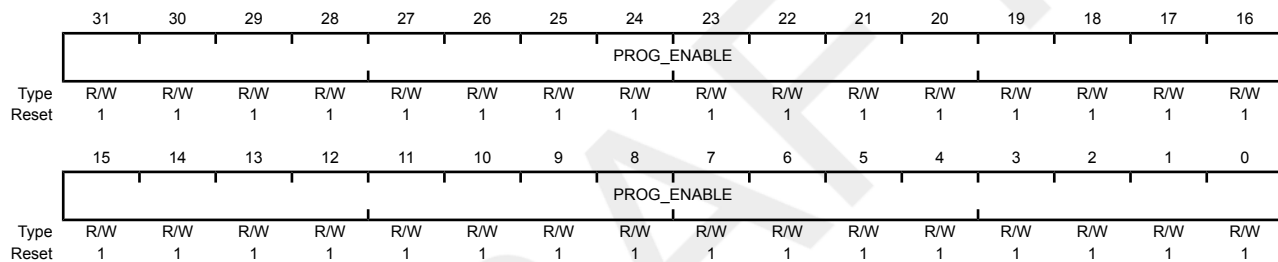 31 30 29 28 27 26 25 24 23 22 21 20 19 18 17 16
PROG_ENABLE
Type R/W R/W R/W R/W R/W R/W R/W R/W R/W R/W R/W R/W R/W R/W R/W R/W
Reset 1 1 1 1 1 1 1 1 1 1 1 1 1 1 1 1
15 14 13 12 11 10 9 8 7 6 5 4 3 2 1 0
PROG_ENABLE
Type R/W R/W R/W R/W R/W R/W R/W R/W R/W R/W R/W R/W R/W R/W R/W R/W
Reset 1 1 1 1 1 1 1 1 1 1 1 1 1 1 1 1